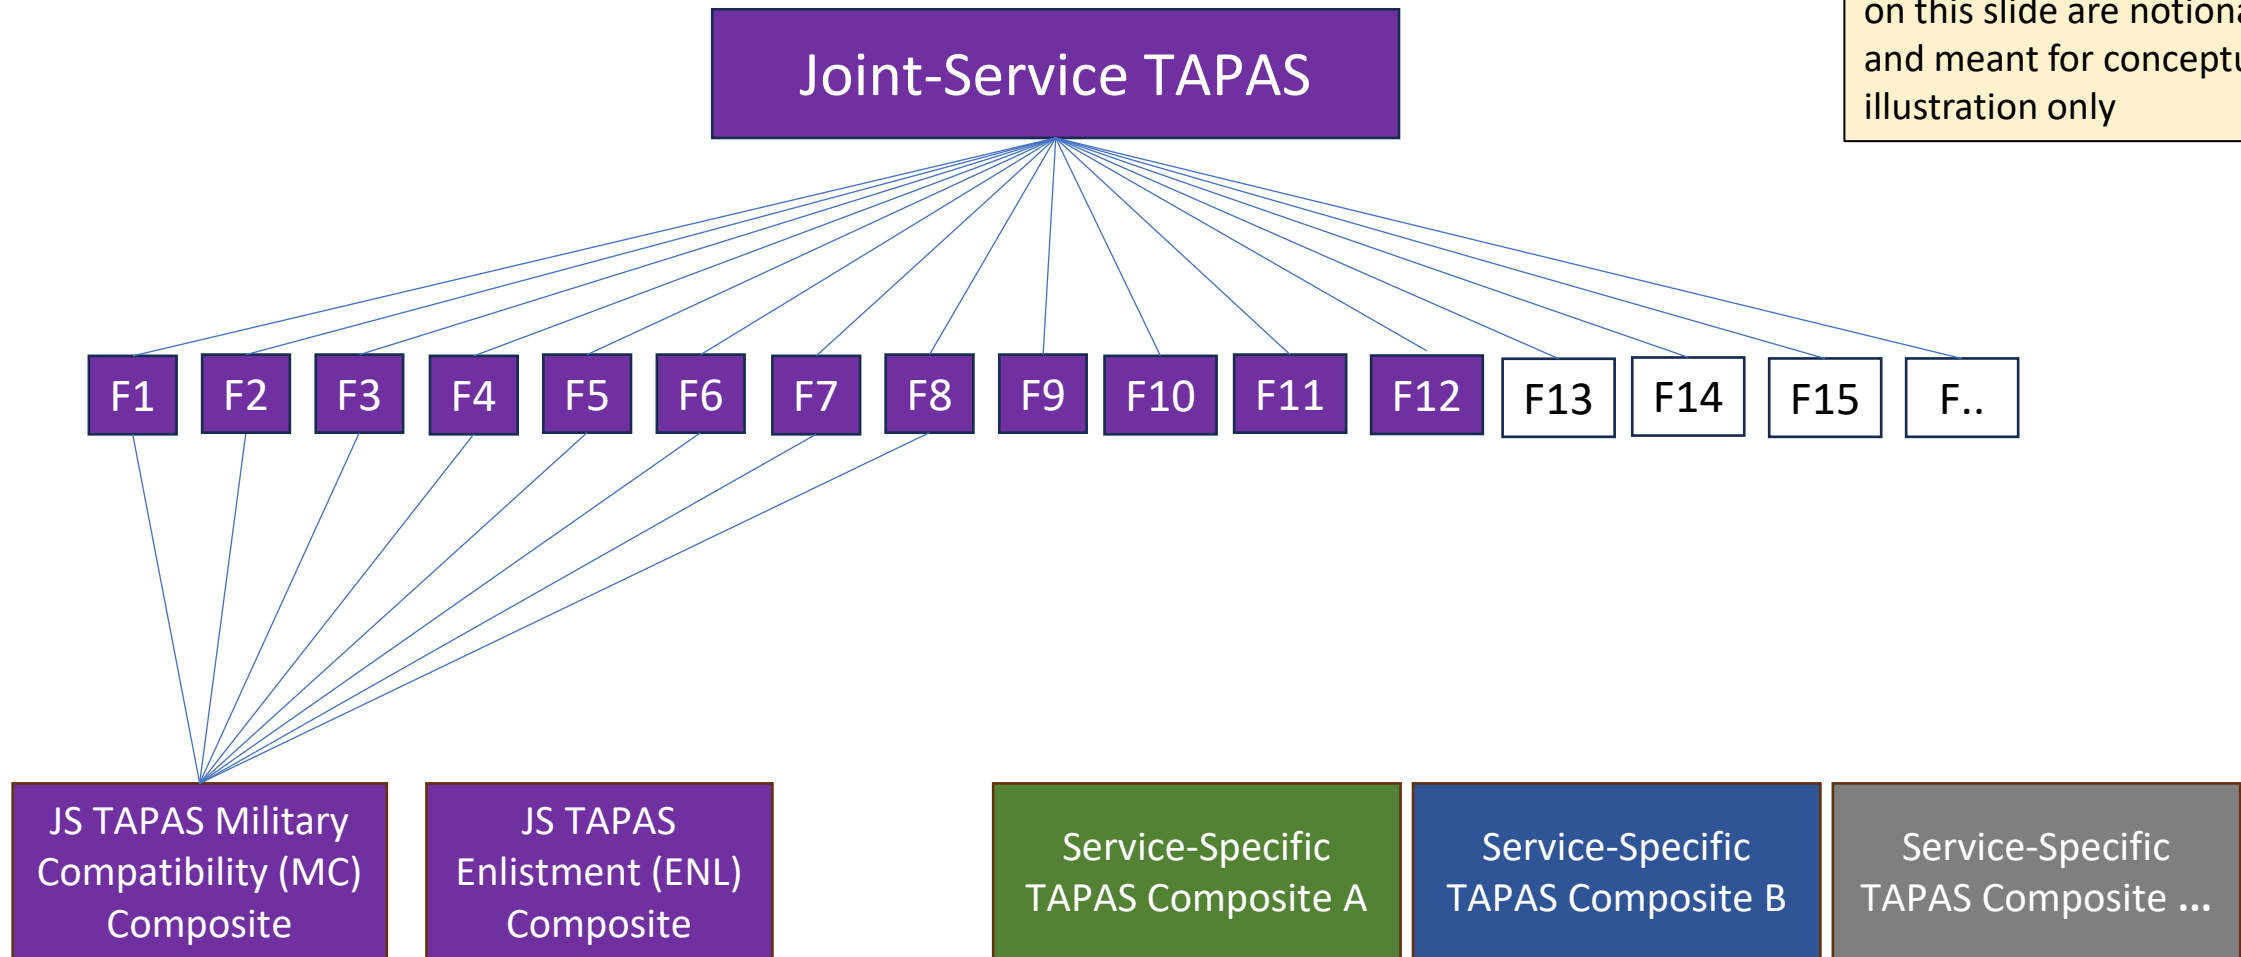 on this slide are
and meant for
illustration only
Joint-Service TAPAS
F1 F2 F3 F4 F5 F6 F7 F8 F9 F10 F11 F12 F13 F14 F15 F..
JS TAPAS Military
Compatibility (MC)
Composite
JS TAPAS
Enlistment (ENL)
Composite
Service-Specific
TAPAS Composite A
Service-Specific
TAPAS Composite B
Service-Specific
TAPAS Composite ...